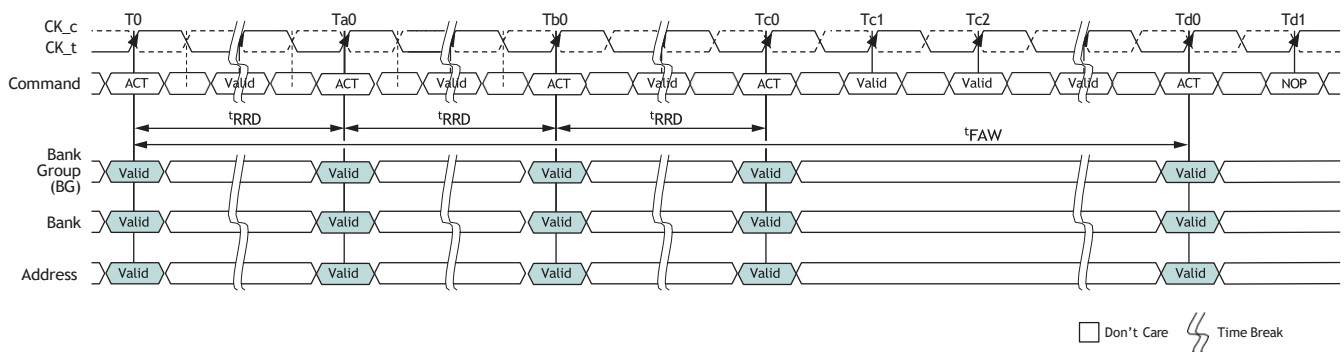 T0 Ta0 Tb0 Tc0 Tc1 Tc2 Td0 Td1
CK_c
CK_t
Command ACT Valid ACT Valid ACT Valid ACT Valid Valid Valid ACT NOP
tRRD tRRD tRRD
tFAW
Bank
Group
(BG)
Valid Valid Valid Valid Valid
Bank Valid Valid Valid Valid Valid
Address Valid Valid Valid Valid Valid
Don't Care Time Break